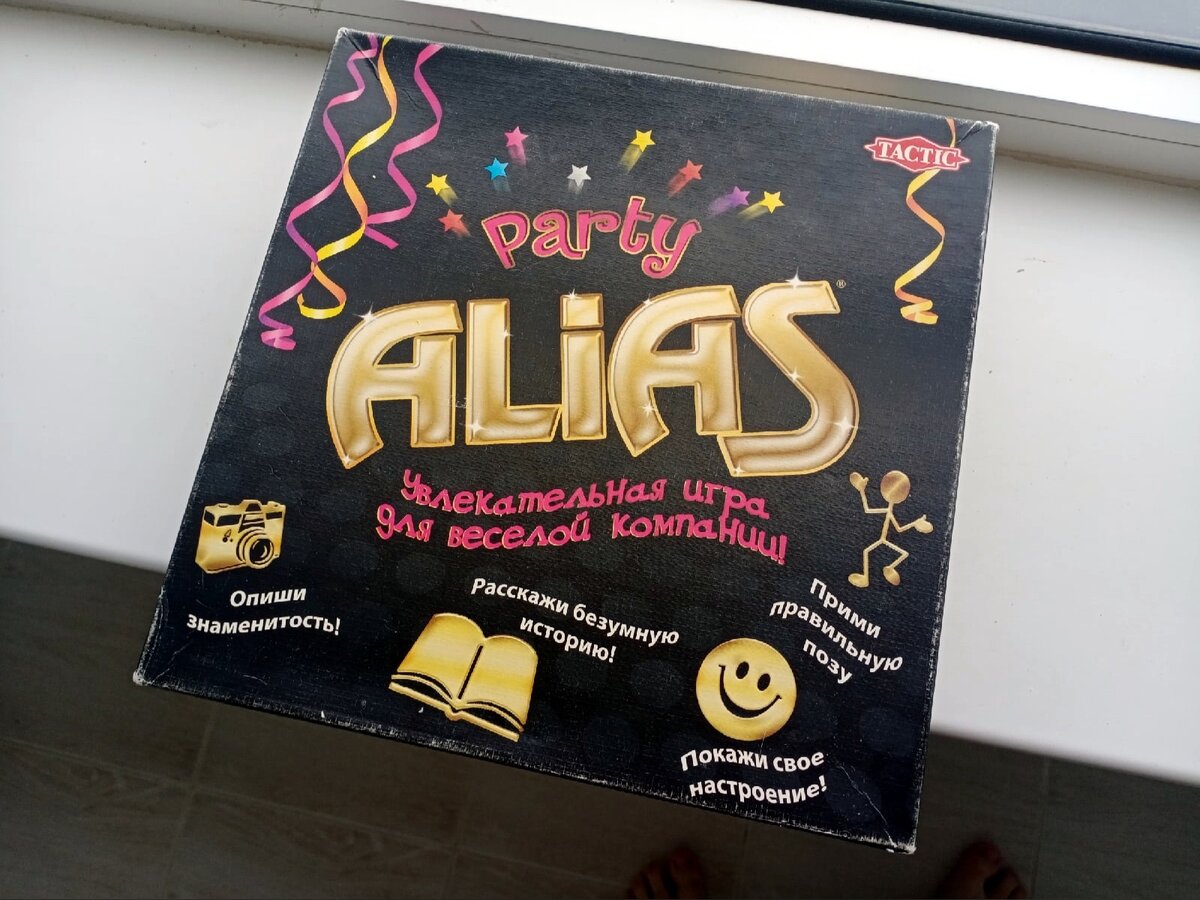 TACTIC
party
ALiAS
®
Увлекательная игра
для веселой компании!
Опиши
знаменитость!
Расскажи безумную
историю!
Прими
правильную
позу
Покажи свое
настроение!